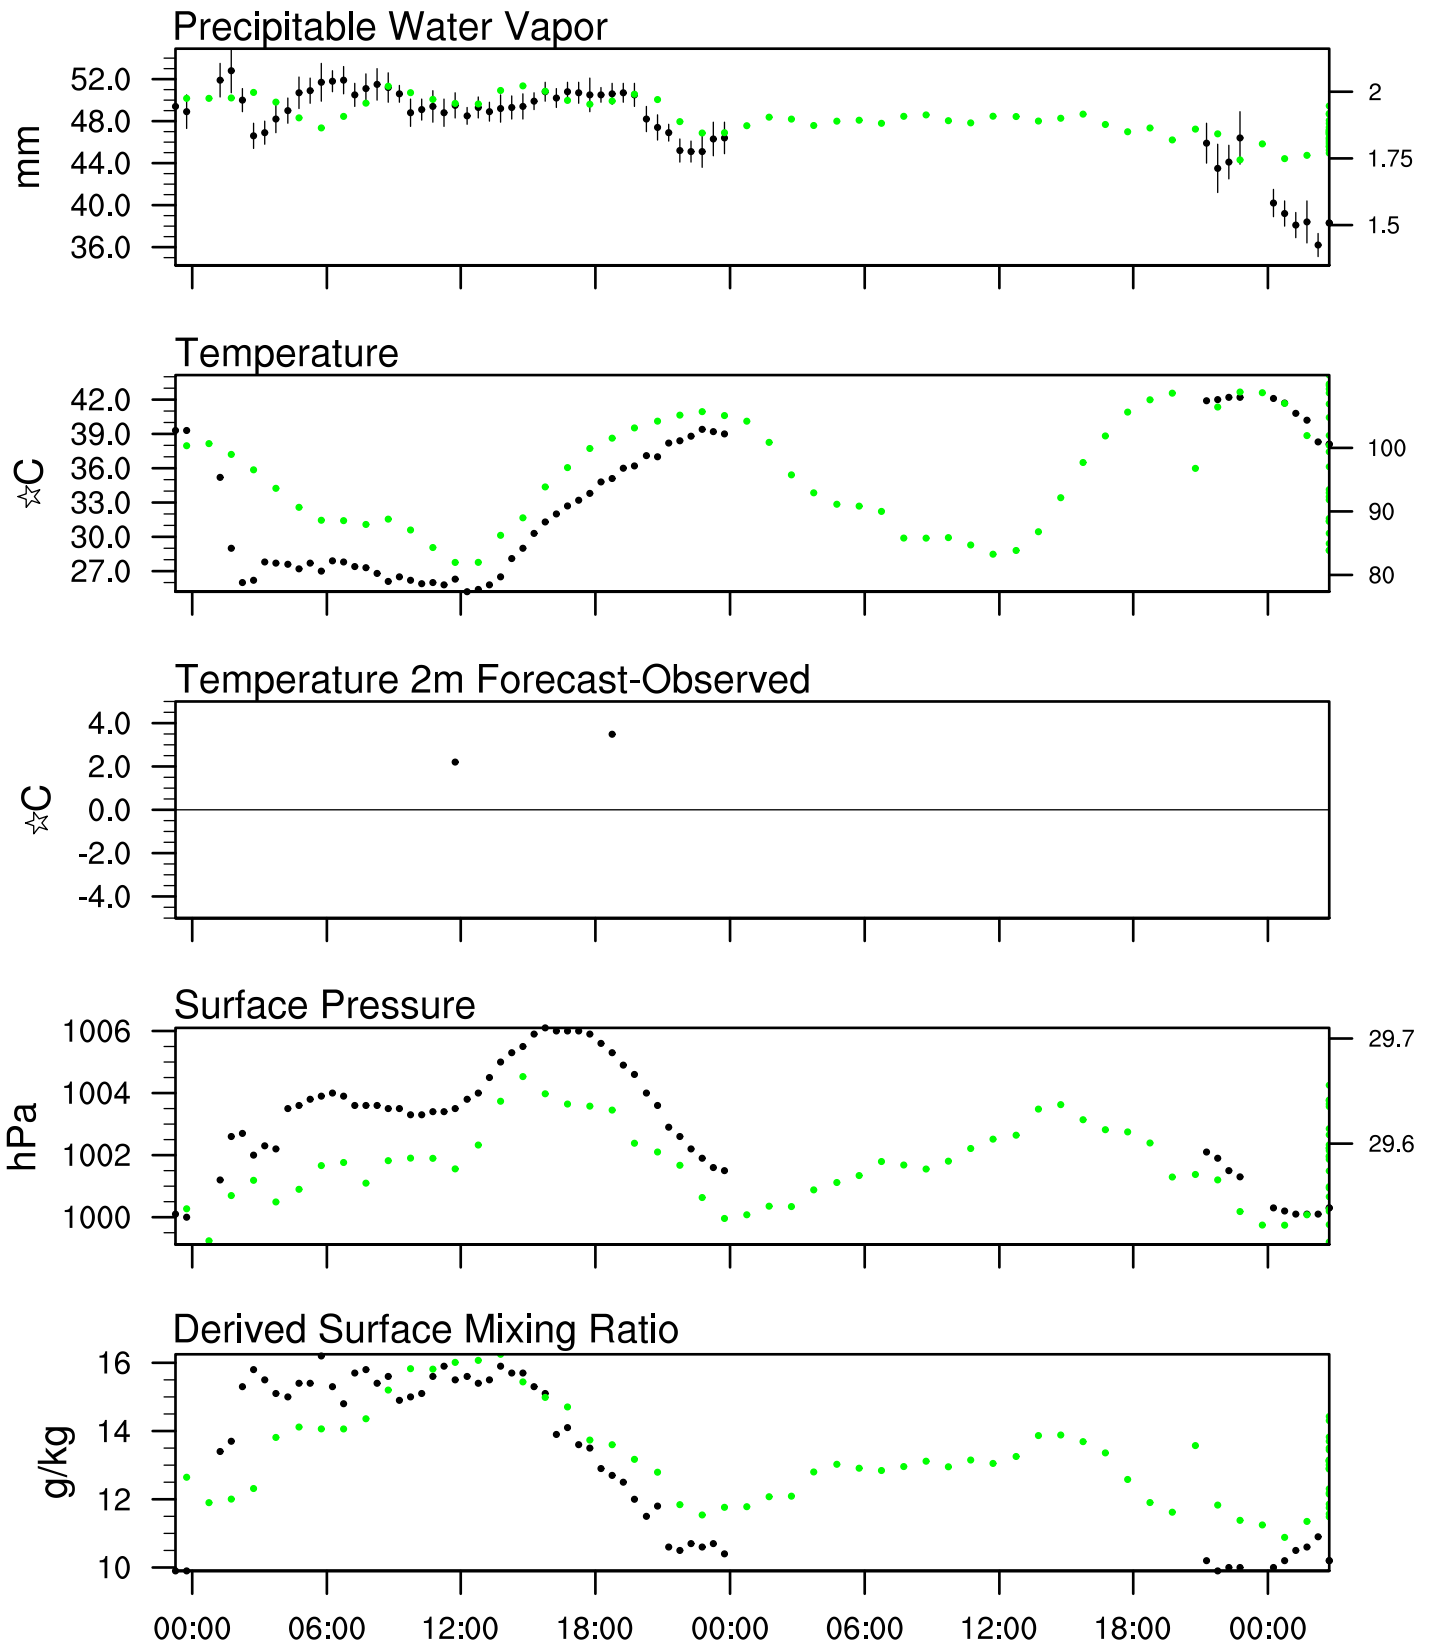 Precipitable Water Vapor
mm
52.0
48.0
44.0
40.0
36.0
2
1.75
1.5
Temperature
☆C
42.0
39.0
36.0
33.0
30.0
27.0
100
90
80
Temperature 2m Forecast-Observed
☆C
4.0
2.0
0.0
-2.0
-4.0
Surface Pressure
hPa
1006
1004
1002
1000
29.7
29.6
Derived Surface Mixing Ratio
g/kg
16
14
12
10
00:00 06:00 12:00 18:00 00:00 06:00 12:00 18:00 00:00